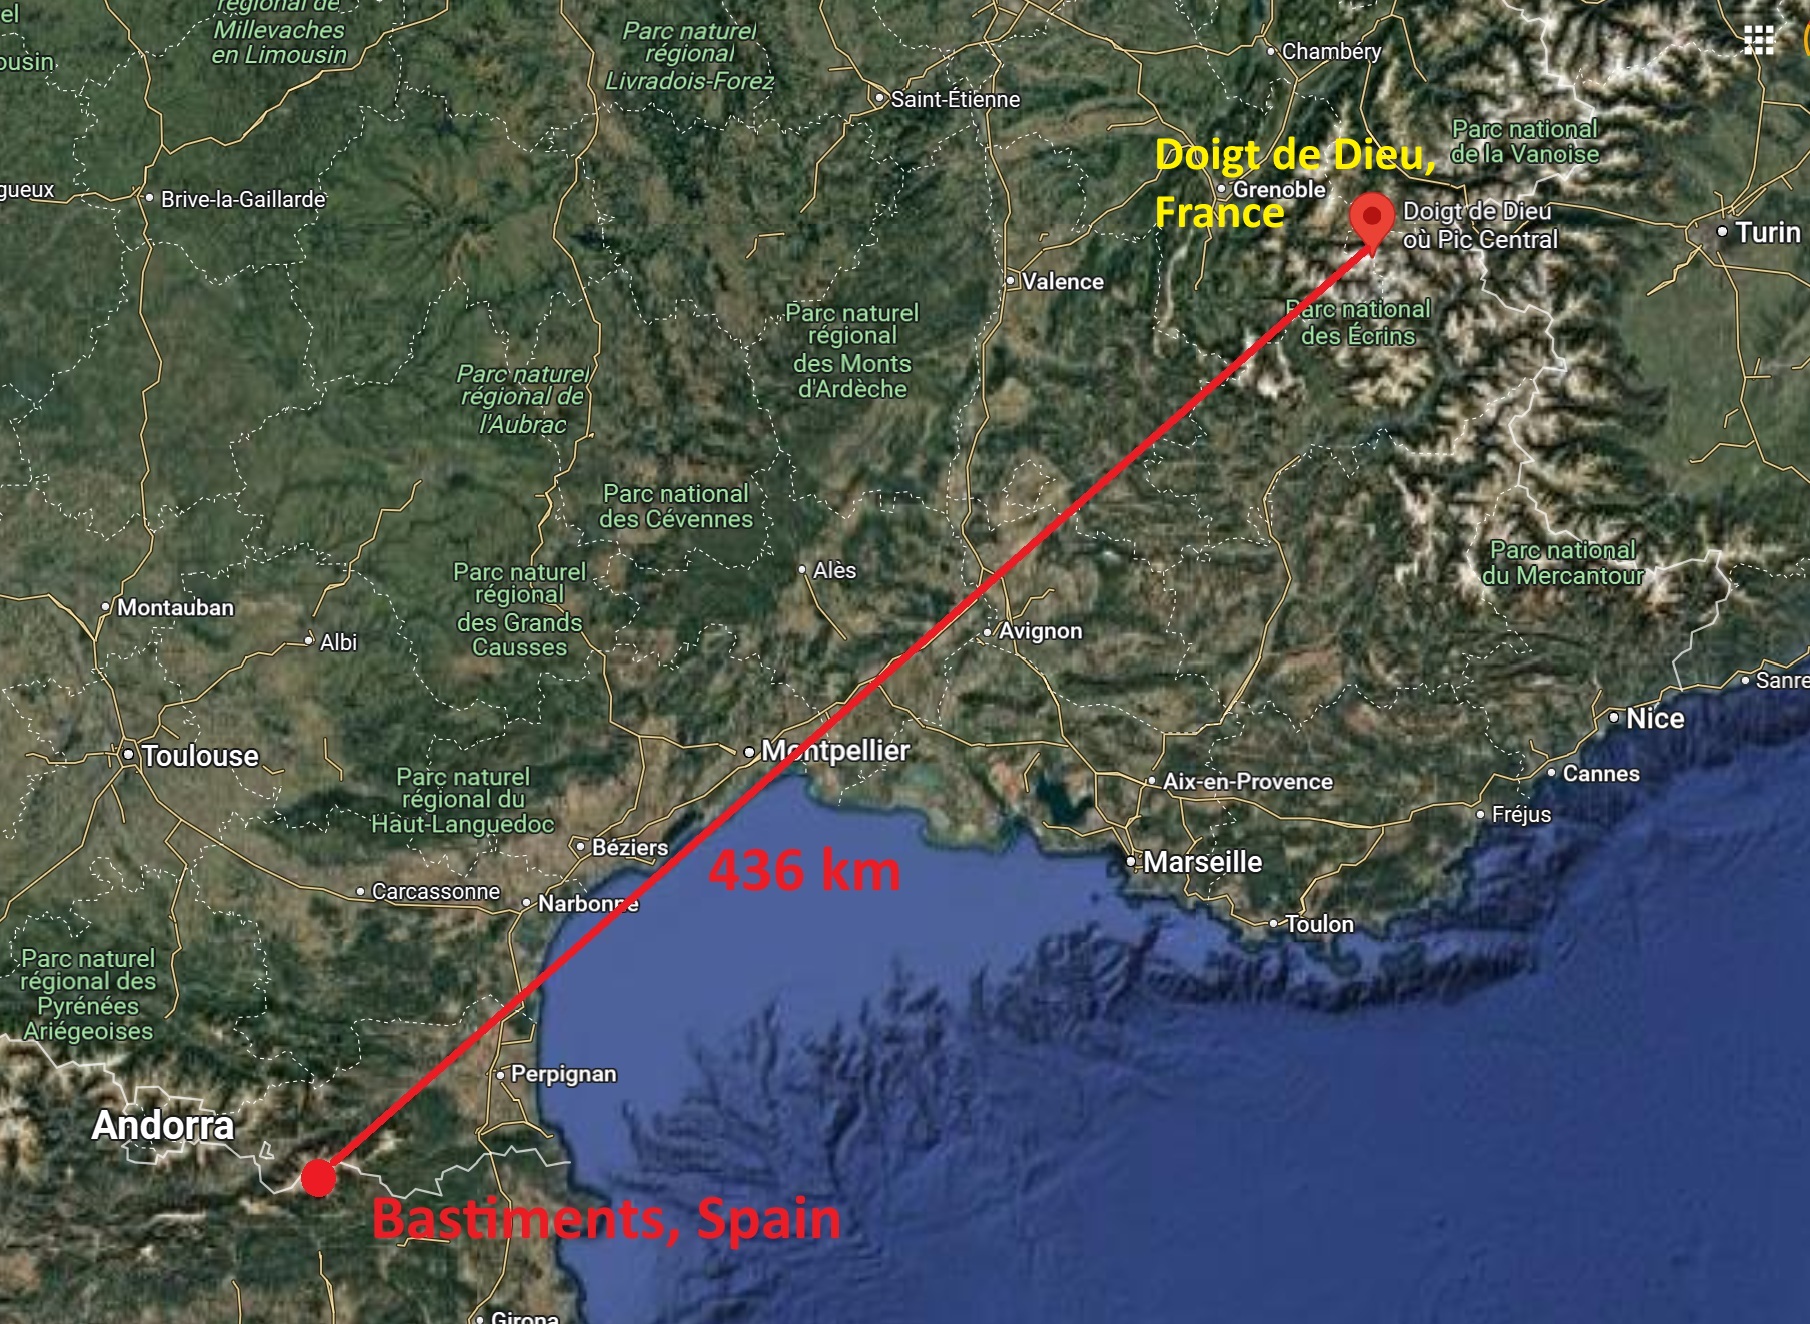 el
régional de
Millevaches
en Limousin
ousin
Parc naturel
régional
Livradois-Forez
Chambéry
Saint-Étienne
Parc national
de la Vanoise
Doigt de Dieu,
France
Grenoble
gueux
Brive-la-Gaillarde
Doigt de Dieu
où Pic Central
Turin
Valence
Parc naturel
régional
des Monts
d'Ardèche
Parc national
des Écrins
Parc naturel
régional de
l'Aubrac
Parc national
des Cévennes
Parc national
du Mercantour
Alès
Parc naturel
régional
des Grands
Causses
Montauban
Albi
Avignon
Sanre
Nice
Toulouse
Montpellier
Parc naturel
régional du
Haut-Languedoc
Aix-en-Provence
Cannes
Fréjus
Béziers
436 km
Marseille
Carcassonne
Narbonne
Toulon
Parc naturel
régional des
Pyrénées
Ariégeoises
Perpignan
Andorra
Bastiments, Spain
Girona